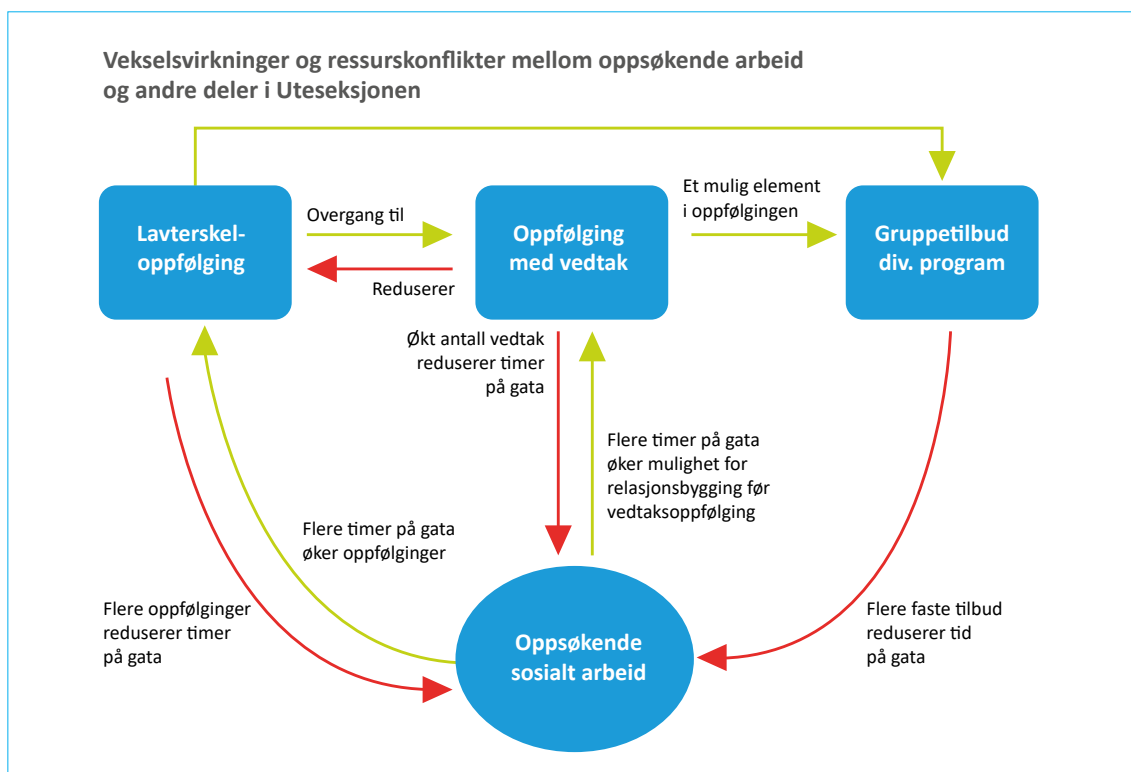 Vekselsvirkninger og ressurskonflikter mellom oppsøkende arbeid
og andre deler i Uteseksjonen
Lavterskel-
oppfølging
Overgang til
Reduserer
Oppfølging
med vedtak
Et mulig element
i oppfølgingen
Gruppetilbud
div. program
Økt antall vedtak
reduserer timer
på gata
Flere timer på gata
øker mulighet for
relasjonsbygging før
vedtaksoppfølging
Flere timer på gata
øker oppfølginger
Flere oppfølginger
reduserer timer
på gata
Oppsøkende
sosialt arbeid
Flere faste tilbud
reduserer tid
på gata